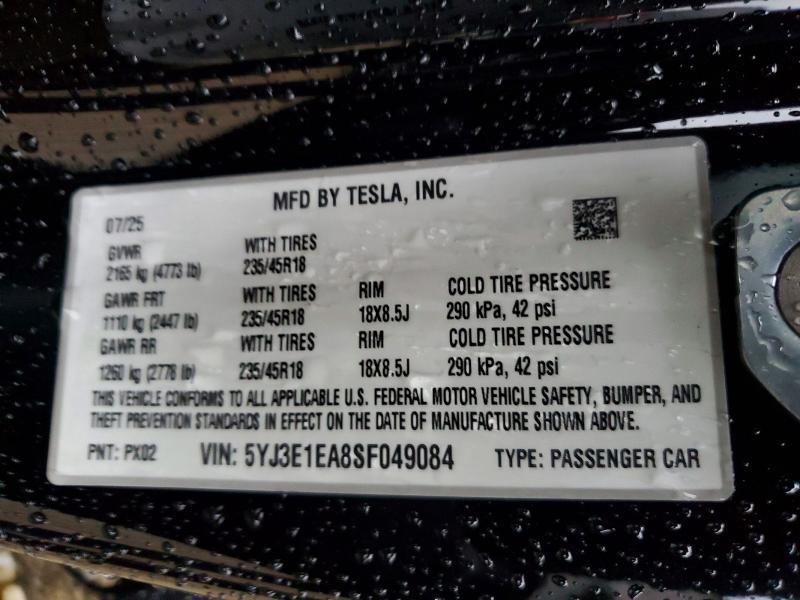 MFD BY TESLA, INC.
07/25
GVWR WITH TIRES
2165 kg (4773 lb) 235/45R18
GAWR FRT WITH TIRES RIM COLD TIRE PRESSURE
1110 kg (2447 lb) 235/45R18 18X8.5J 290 kPa, 42 psi
GAWR RR WITH TIRES RIM COLD TIRE PRESSURE
1260 kg (2778 lb) 235/45R18 18X8.5J 290 kPa, 42 psi
THIS VEHICLE CONFORMS TO ALL APPLICABLE U.S. FEDERAL MOTOR VEHICLE SAFETY, BUMPER, AND
THEFT PREVENTION STANDARDS IN EFFECT ON THE DATE OF MANUFACTURE SHOWN ABOVE.
PNT: PX02 VIN: 5YJ3E1EA8SF049084 TYPE: PASSENGER CAR